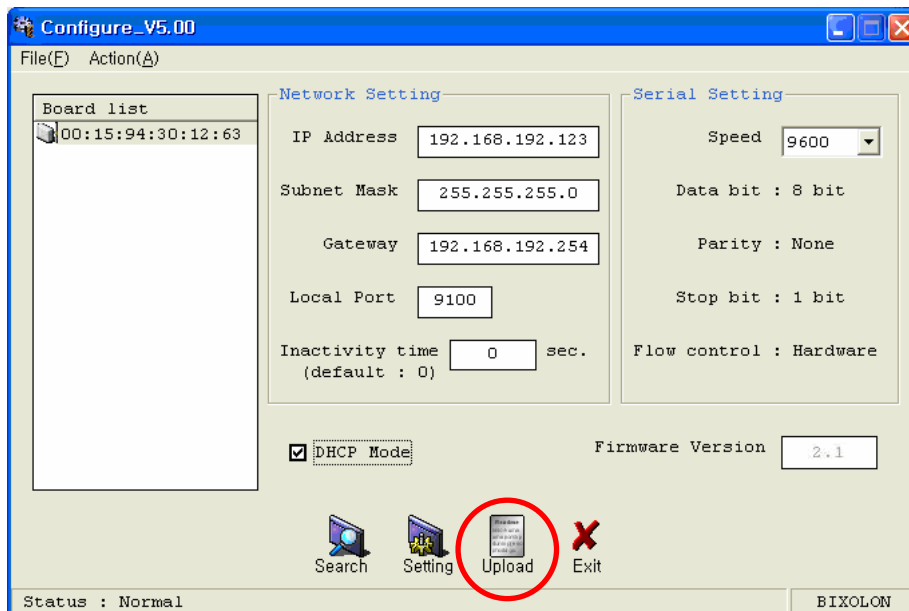 Configure_V5.00
File(F) Action(A)
Board list
00:15:94:30:12:63
Network Setting
IP Address 192.168.192.123
Subnet Mask 255.255.255.0
Gateway 192.168.192.254
Local Port 9100
Inactivity time 0 sec.
(default : 0)
Serial Setting
Speed 9600
Data bit : 8 bit
Parity : None
Stop bit : 1 bit
Flow control : Hardware
DHCP Mode
Firmware Version 2.1
Search Setting Upload Exit
Status : Normal BIXOLON